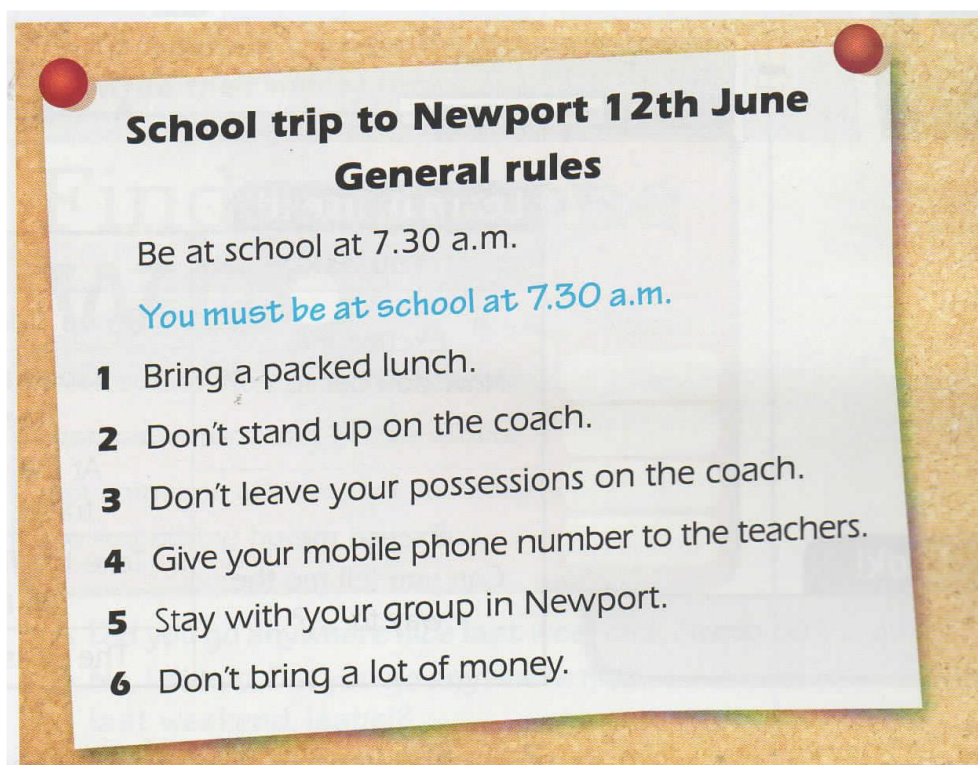 School trip to Newport 12th June
General rules
Be at school at 7.30 a.m.
You must be at school at 7.30 a.m.
1 Bring a packed lunch.
2 Don't stand up on the coach.
3 Don't leave your possessions on the coach.
4 Give your mobile phone number to the teachers.
5 Stay with your group in Newport.
6 Don't bring a lot of money.